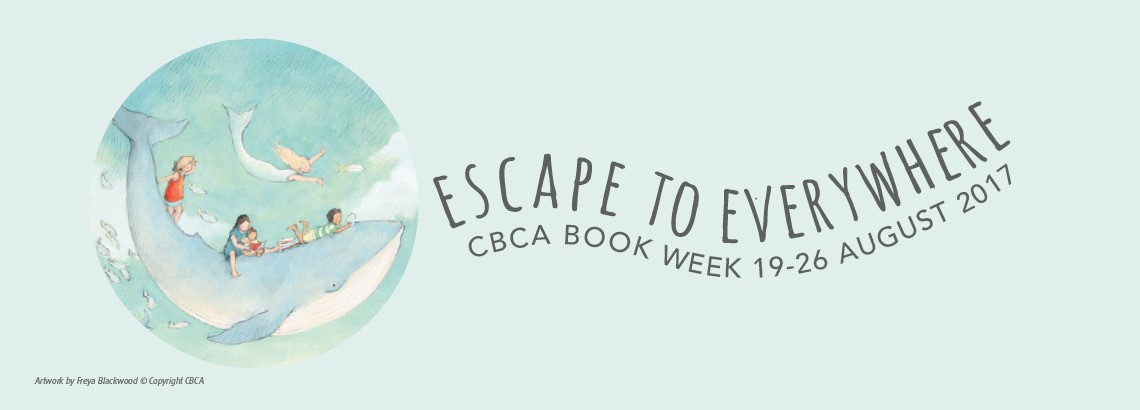 ESCAPE TO EVERYWHERE
CBCA BOOK WEEK 19-26 AUGUST 2017
Artwork by Freya Blackwood © Copyright CBCA